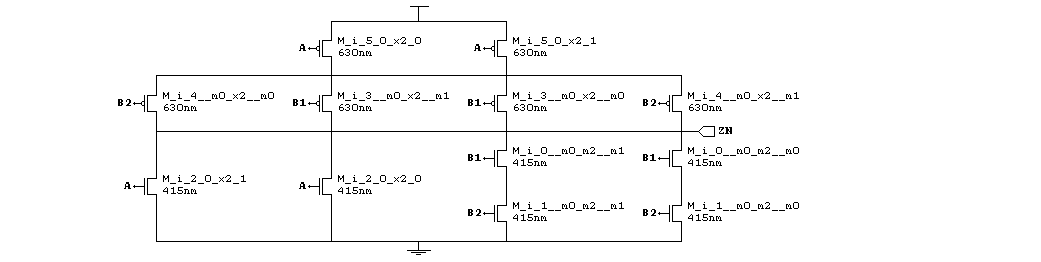 A M_i_5_0_x2_0 A M_i_5_0_x2_1
630nm 630nm
B2 M_i_4__m0_x2__m0 B1 M_i_3__m0_x2__m1 B1 M_i_3__m0_x2__m0 B2 M_i_4__m0_x2__m1
630nm 630nm 630nm 630nm
ZN
B1 M_i_0__m0_m2__m1 B1 M_i_0__m0_m2__m0
415nm 415nm
A M_i_2_0_x2_1 A M_i_2_0_x2_0
415nm 415nm
B2 M_i_1__m0_m2__m1 B2 M_i_1__m0_m2__m0
415nm 415nm